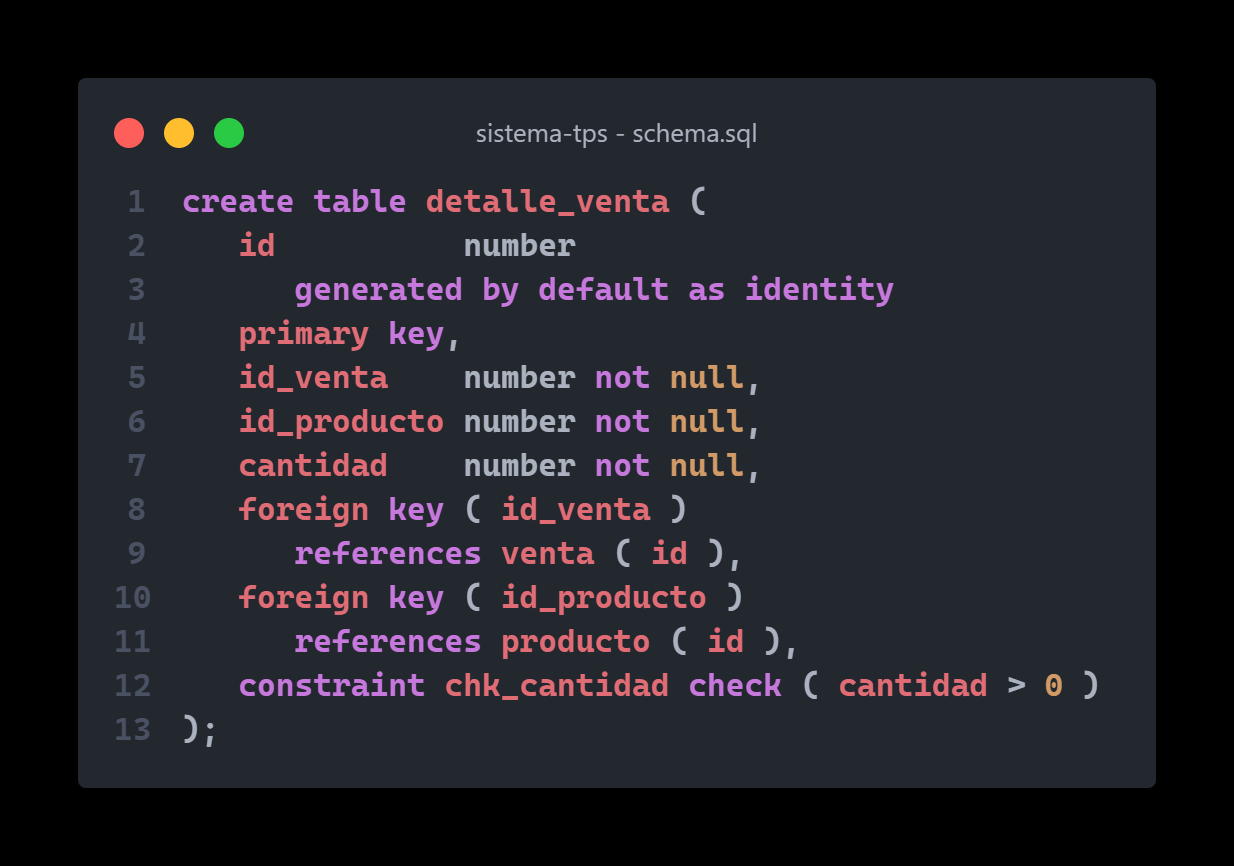 sistema-tps - schema.sql
1 create table detalle_venta (
2    id          number
3       generated by default as identity
4    primary key,
5    id_venta    number not null,
6    id_producto number not null,
7    cantidad    number not null,
8    foreign key ( id_venta )
9       references venta ( id ),
10    foreign key ( id_producto )
11       references producto ( id ),
12    constraint chk_cantidad check ( cantidad > 0 )
13 );